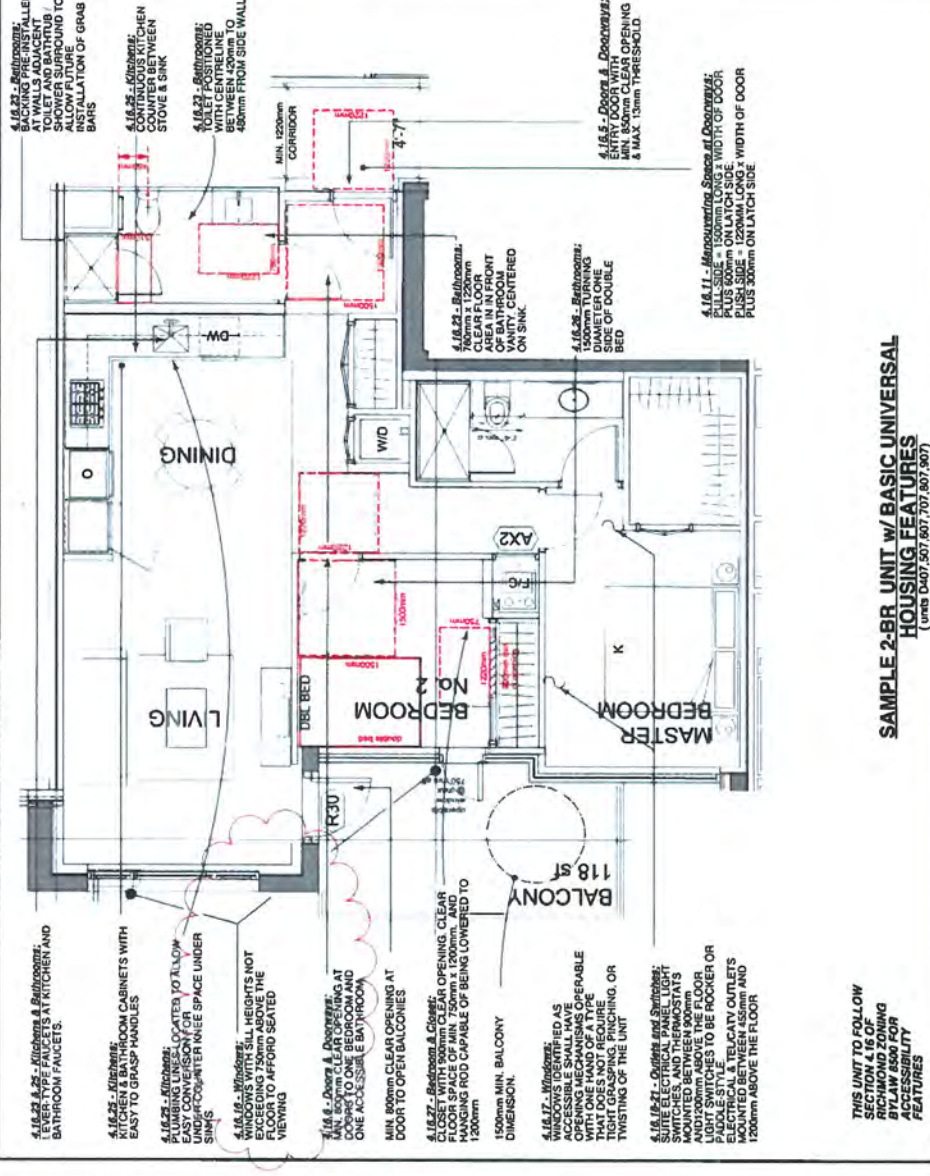 4.16.23 & 25 - Kitchens & Bathrooms:
LEVER-TYPE FAUCETS AT KITCHEN AND
BATHROOM FAUCETS.
4.16.25 - Kitchens:
KITCHEN & BATHROOM CABINETS WITH
EASY TO GRASP HANDLES
4.16.25 - Kitchens:
PLUMBING LINES LOCATED TO ALLOW
EASY CONVERSION FOR
UNDER-COUNTER KNEE SPACE UNDER
SINKS
4.16.16 - Windows:
WINDOWS WITH SILL HEIGHTS NOT
EXCEEDING 750mm ABOVE THE
FLOOR TO AFFORD SEATED
VIEWING
4.16.6 - Doors & Doorways:
MIN. 800mm CLEAR OPENING AT
DOORS TO ONE BEDROOM AND
ONE ACCESSIBLE BATHROOM
MIN. 800mm CLEAR OPENING AT
DOOR TO OPEN BALCONIES
4.16.27 - Bedroom & Closet:
CLOSET WITH 900mm CLEAR OPENING, CLEAR
FLOOR SPACE OF MIN. 750mm x 1200mm, AND
HANGING ROD CAPABLE OF BEING LOWERED TO
1200mm
1500mm MIN. BALCONY
DIMENSION.
4.16.17 - Windows:
WINDOWS IDENTIFIED AS
ACCESSIBLE SHALL HAVE
OPENING MECHANISMS OPERABLE
WITH ONE HAND OF A TYPE
THAT DOES NOT REQUIRE
TIGHT GRASPING, PINCHING, OR
TWISTING OF THE UNIT
4.16.21 - Outlets and Switches:
SUITE ELECTRICAL PANEL, LIGHT
SWITCHES, AND THERMOSTATS
MOUNTED BETWEEN 900mm
AND 1200mm ABOVE THE FLOOR.
LIGHT SWITCHES TO BE ROCKER OR
PADDLE-STYLE.
ELECTRICAL & TEL/CATV OUTLETS
MOUNTED BETWEEN 455mm AND
1200mm ABOVE THE FLOOR
THIS UNIT TO FOLLOW
SECTION 4.16 OF
RICHMOND ZONING
BYLAW 8500 FOR
ACCESSIBILITY
FEATURES
LIVING
DINING
DW
O
DBL BED
double bed
BEDROOM
No. 2
MASTER
BEDROOM
K
BALCONY
118 sf
R30
W/D
AX2
F/C
1500mm
1500mm
1500mm
1220mm
750mm
4.16.23 - Bathrooms:
BACKING PRE-INSTALLED
AT WALLS ADJACENT
TOILET AND BATHTUB /
SHOWER SURROUND TO
ALLOW FUTURE
INSTALLATION OF GRAB
BARS
4.16.25 - Kitchens:
CONTINUOUS KITCHEN
COUNTER BETWEEN
STOVE & SINK
4.16.23 - Bathrooms:
TOILET POSITIONED
WITH CENTRELINE
BETWEEN 420mm TO
480mm FROM SIDE WALL
MIN. 1220mm
CORRIDOR
4'-7"
4.16.5 - Doors & Doorways:
ENTRY DOOR WITH
MIN. 850mm CLEAR OPENING
& MAX. 13mm THRESHOLD.
4.16.23 - Bathrooms:
760mm x 1220mm
CLEAR FLOOR
AREA IN IN FRONT
OF BATHROOM
VANITY, CENTERED
ON SINK.
4.16.26 - Bathrooms:
1500mm TURNING
DIAMETER ONE
SIDE OF DOUBLE
BED
4.16.11 - Manouvering Space at Doorways:
PULL-SIDE = 1500mm LONG x WIDTH OF DOOR
PLUS 600mm ON LATCH SIDE.
PUSH SIDE = 1220MM LONG x WIDTH OF DOOR
PLUS 300mm ON LATCH SIDE
SAMPLE 2-BR UNIT w/ BASIC UNIVERSAL
HOUSING FEATURES
( units D407,507,607,707,807,907)